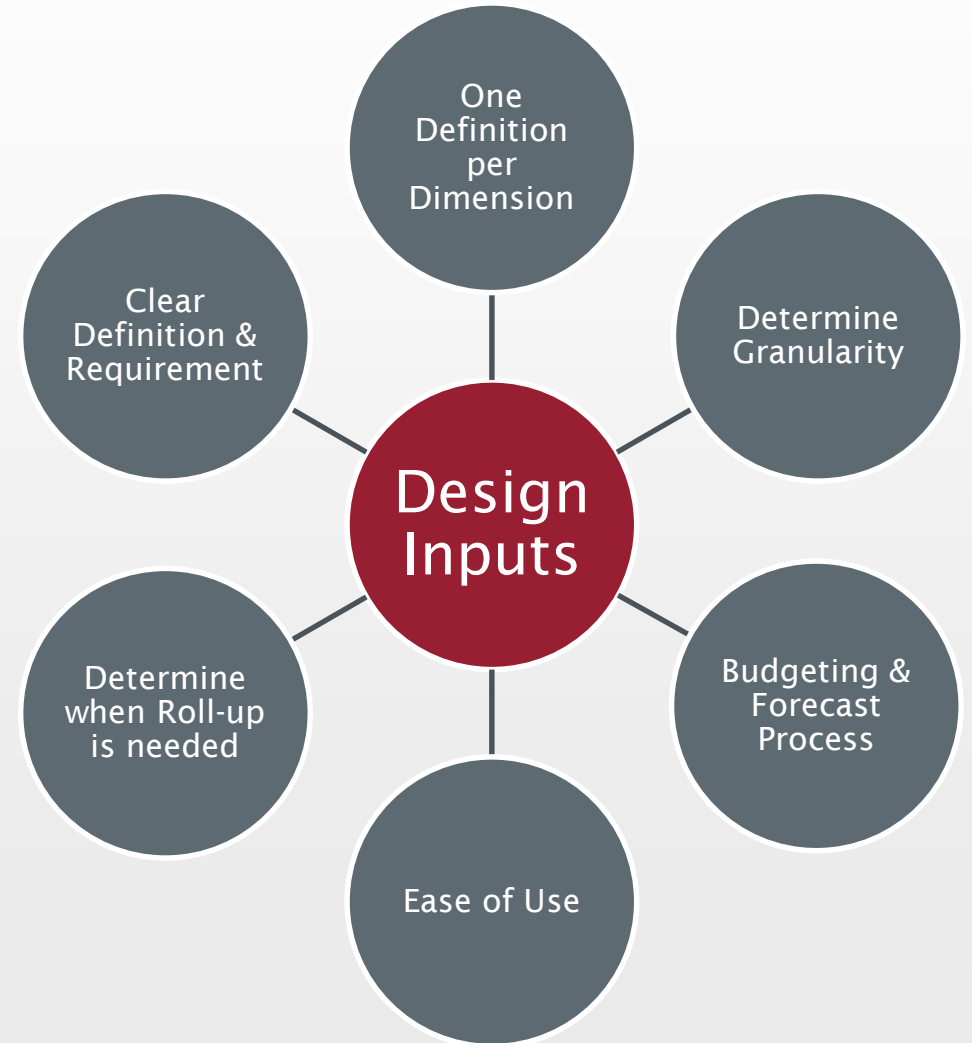 One
Definition
per
Dimension
Clear
Definition &
Requirement
Determine
Granularity
Design
Inputs
Determine
when Roll-up
is needed
Budgeting &
Forecast
Process
Ease of Use